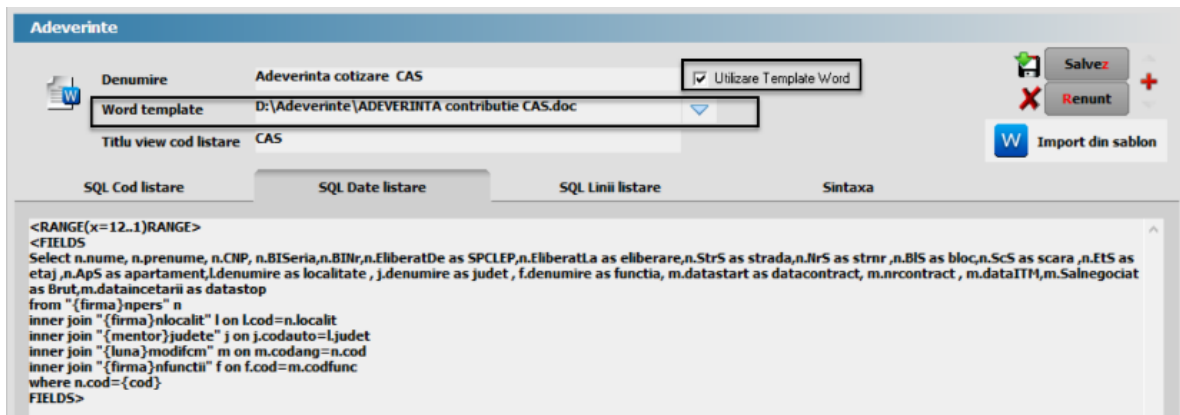 Adeverinte
Denumire Adeverinta cotizare CAS Utilizare Template Word Salvez
Word template D:\Adeverinte\ADEVERINTA contributie CAS.doc Renunt
Titlu view cod listare CAS W Import din sablon
SQL Cod listare SQL Date listare SQL Linii listare Sintaxa
<RANGE(x=12..1)RANGE>
<FIELDS
Select n.nume, n.prenume, n.CNP, n.BISeria,n.BINr,n.EliberatDe as SPCLEP,n.EliberatLa as eliberare,n.StrS as strada,n.NrS as strnr ,n.BlS as bloc,n.ScS as scara ,n.EtS as
etaj ,n.ApS as apartament,l.denumire as localitate , j.denumire as judet , f.denumire as functia, m.datastart as datacontract, m.nrcontract , m.dataITM,m.Salnegociat
as Brut,m.dataincetarii as datastop
from "{firma}npers" n
inner join "{firma}nlocalit" l on l.cod=n.localit
inner join "{mentor}judete" j on j.codauto=l.judet
inner join "{luna}modifcm" m on m.codang=n.cod
inner join "{firma}nfunctii" f on f.cod=m.codfunc
where n.cod={cod}
FIELDS>